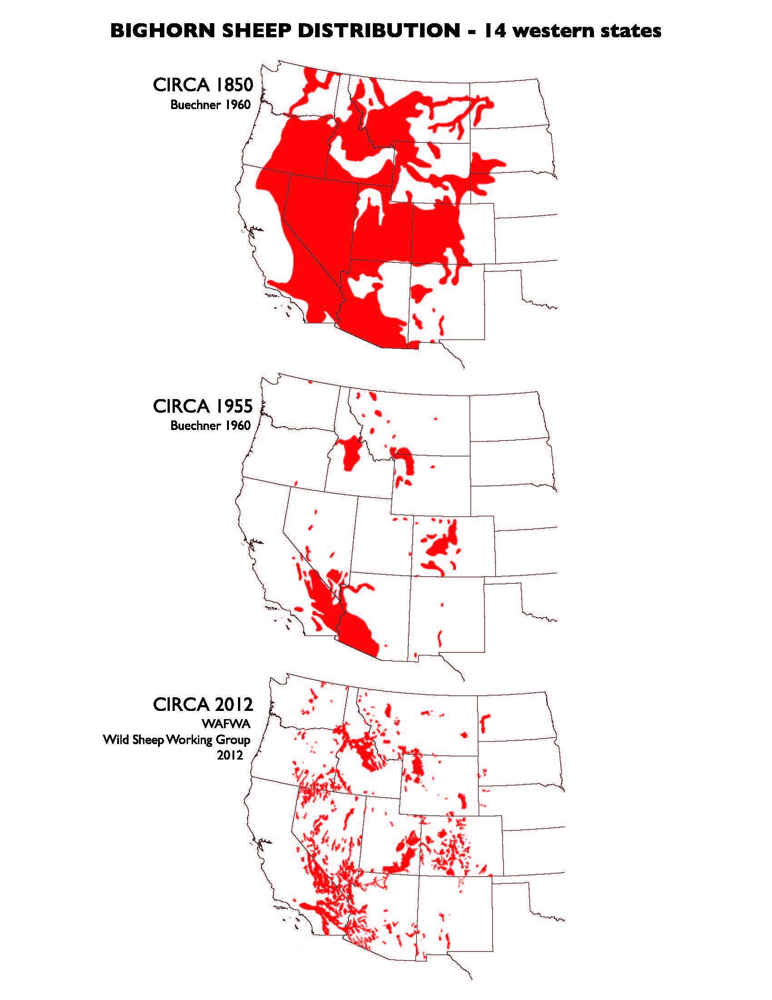 BIGHORN SHEEP DISTRIBUTION - 14 western states
CIRCA 1850
Buechner 1960
CIRCA 1955
Buechner 1960
CIRCA 2012
WAFWA
Wild Sheep Working Group
2012